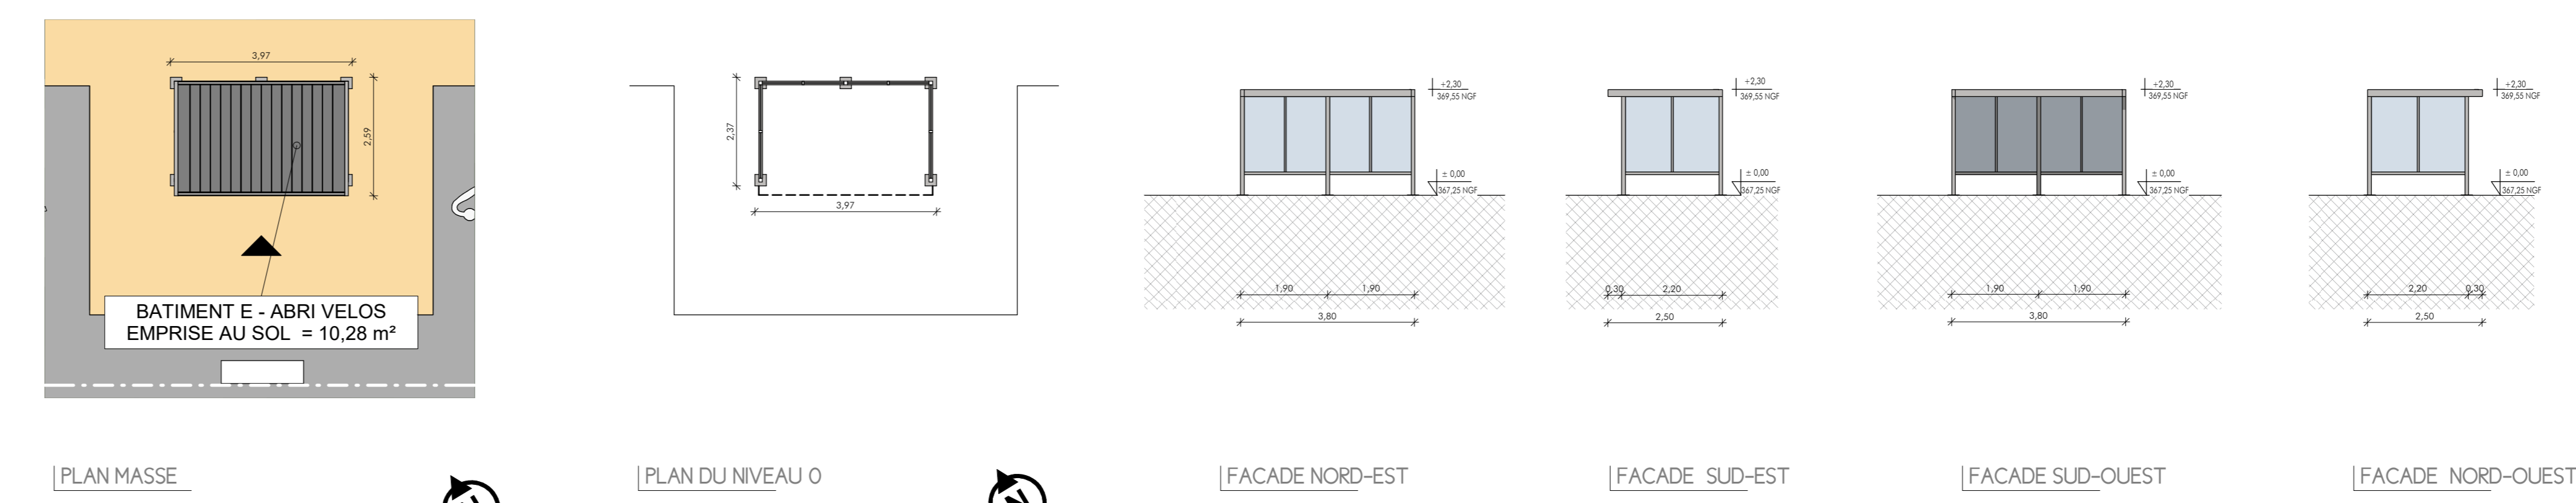 3,97
2,59
BATIMENT E - ABRI VELOS
EMPRISE AU SOL = 10,28 m²
PLAN MASSE
N
2,37
3,97
PLAN DU NIVEAU 0
N
+2,30
369,55 NGF
± 0,00
367,25 NGF
1,90
1,90
3,80
FACADE NORD-EST
+2,30
369,55 NGF
± 0,00
367,25 NGF
0,30
2,20
2,50
FACADE SUD-EST
+2,30
369,55 NGF
± 0,00
367,25 NGF
1,90
1,90
3,80
FACADE SUD-OUEST
+2,30
369,55 NGF
± 0,00
367,25 NGF
2,20
0,30
2,50
FACADE NORD-OUEST